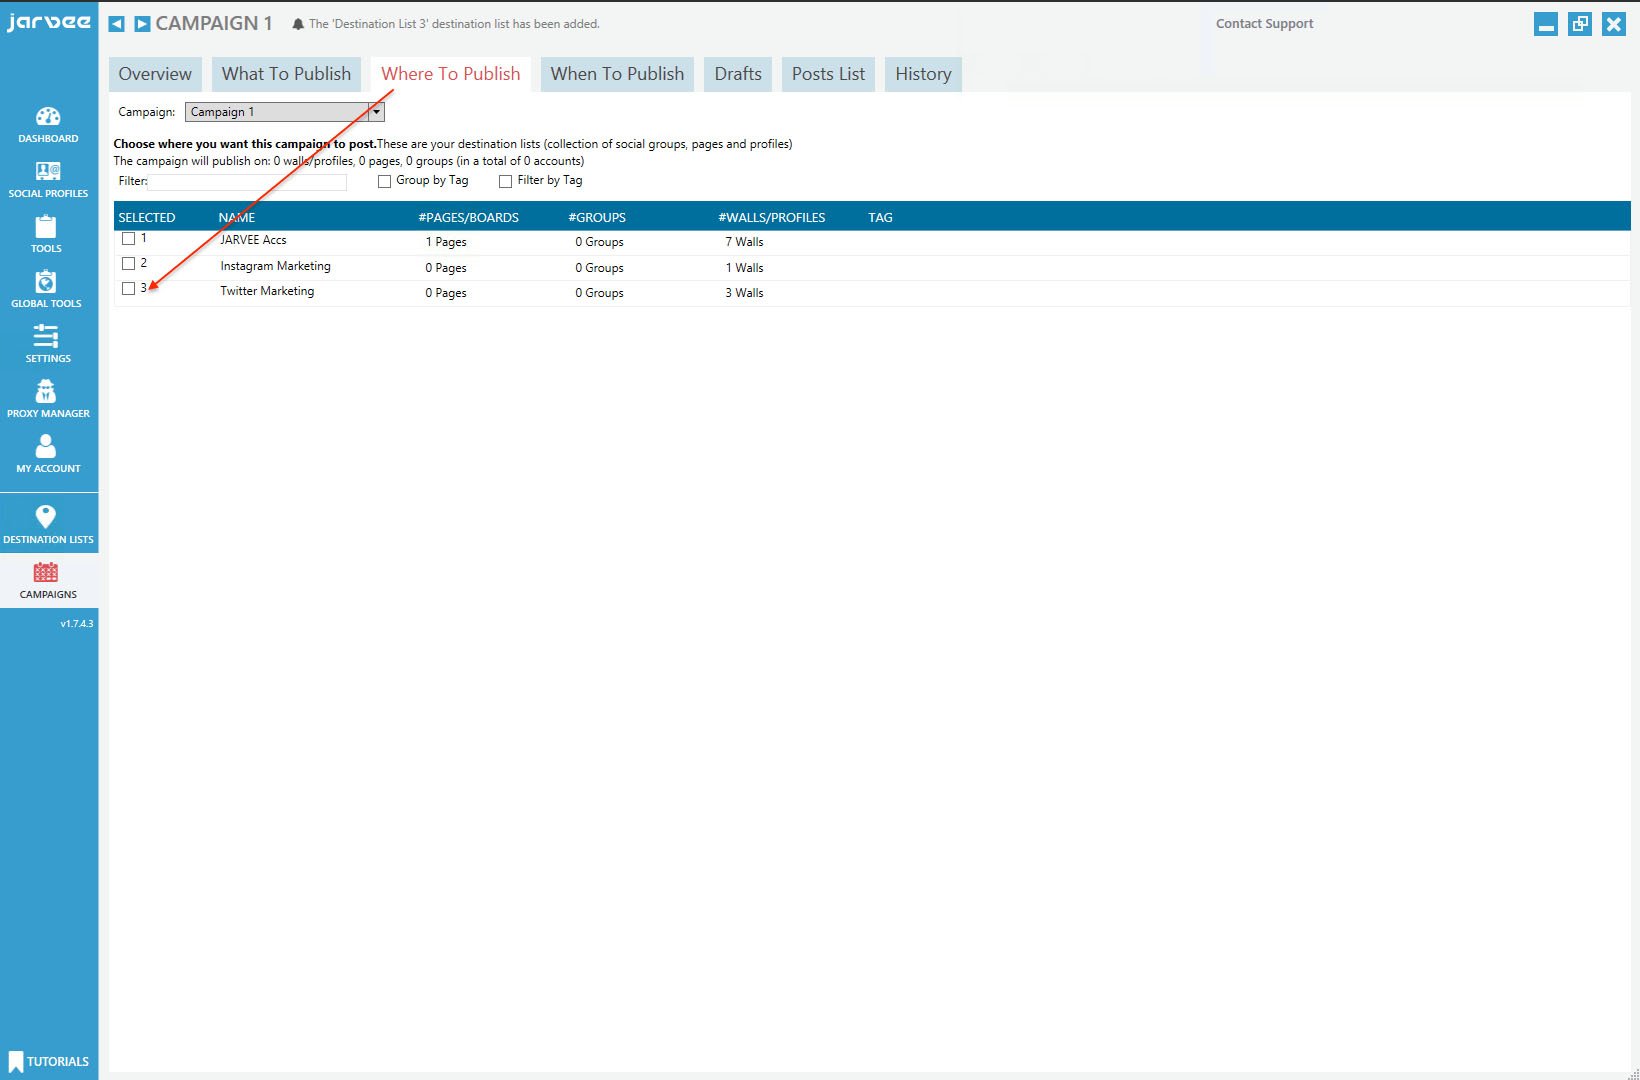 jarvee
CAMPAIGN 1
The 'Destination List 3' destination list has been added.
Contact Support
Overview
What To Publish
Where To Publish
When To Publish
Drafts
Posts List
History
Campaign: Campaign 1
Choose where you want this campaign to post.These are your destination lists (collection of social groups, pages and profiles)
The campaign will publish on: 0 walls/profiles, 0 pages, 0 groups (in a total of 0 accounts)
Filter: Group by Tag Filter by Tag
SELECTED NAME #PAGES/BOARDS #GROUPS #WALLS/PROFILES TAG
1 JARVEE Accs 1 Pages 0 Groups 7 Walls
2 Instagram Marketing 0 Pages 0 Groups 1 Walls
3 Twitter Marketing 0 Pages 0 Groups 3 Walls
DASHBOARD
SOCIAL PROFILES
TOOLS
GLOBAL TOOLS
SETTINGS
PROXY MANAGER
MY ACCOUNT
DESTINATION LISTS
CAMPAIGNS
v1.7.4.3
TUTORIALS